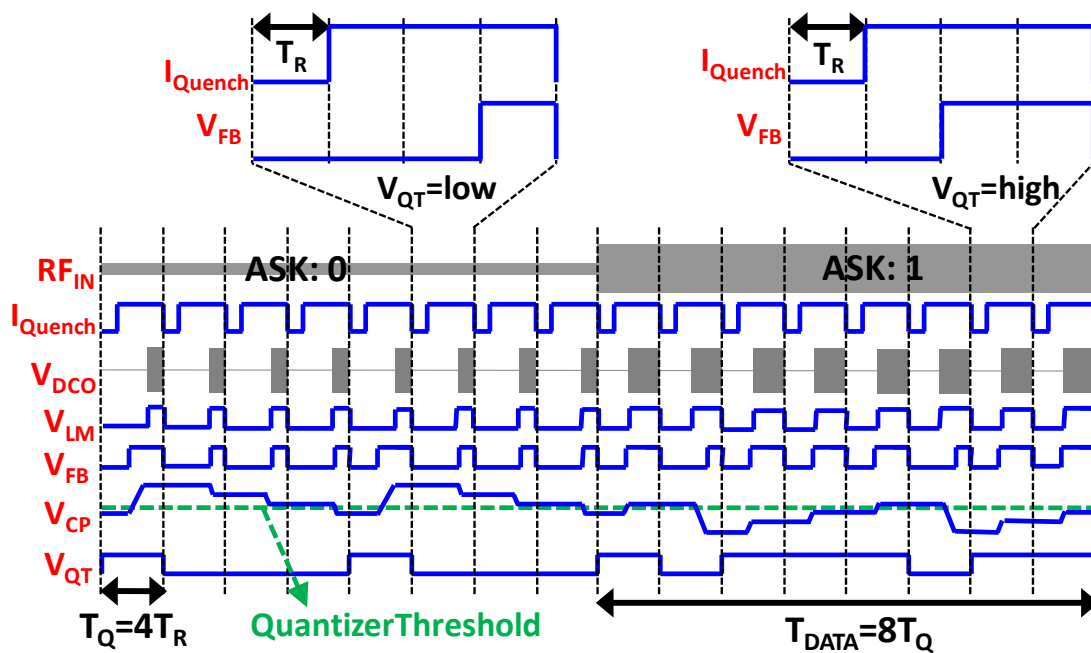 T_R
T_R
I_Quench
I_Quench
V_FB
V_FB
V_QT=low
V_QT=high
RF_IN
ASK: 0
ASK: 1
I_Quench
V_DCO
V_LM
V_FB
V_CP
V_QT
T_Q=4T_R
QuantizerThreshold
T_DATA=8T_Q